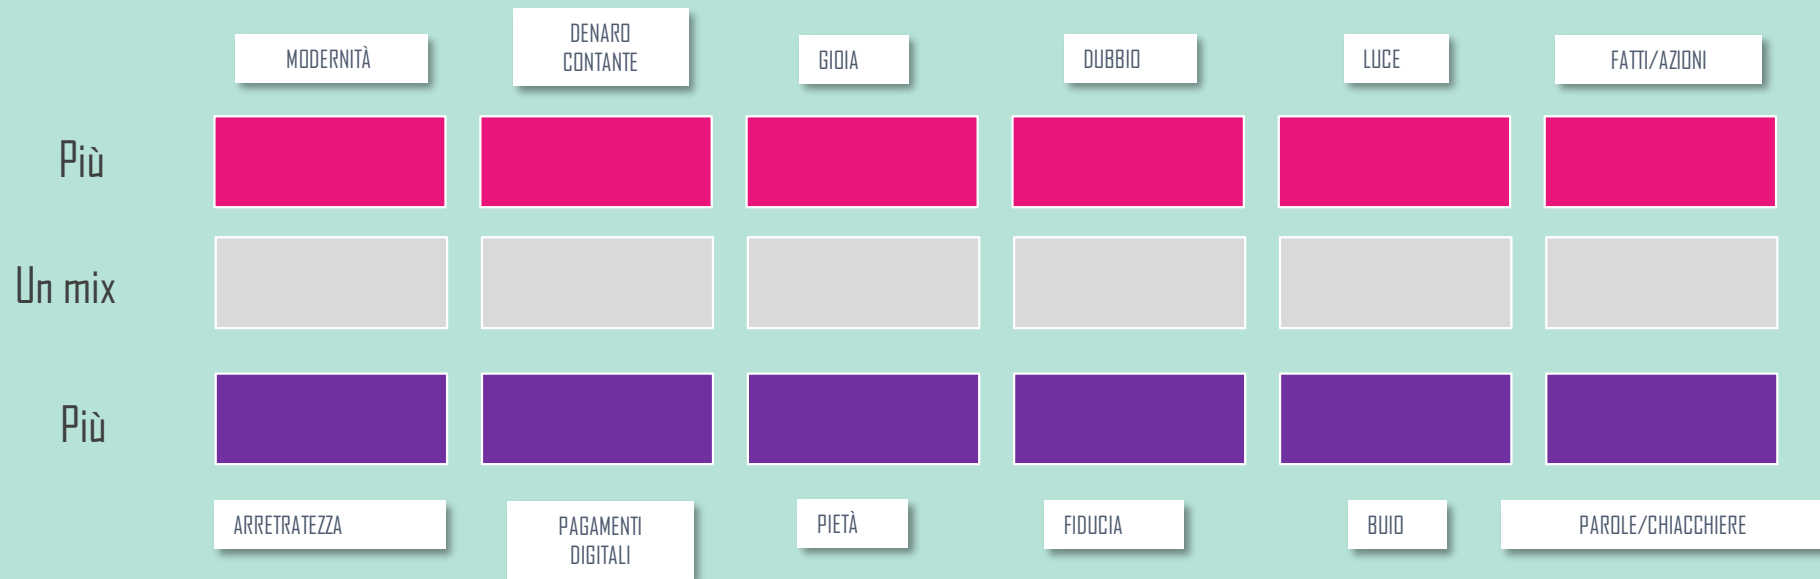 MODERNITÀ
DENARO
CONTANTE
GIOIA
DUBBIO
LUCE
FATTI/AZIONI
Più
Un mix
Più
ARRETRATEZZA
PAGAMENTI
DIGITALI
PIETÀ
FIDUCIA
BUIO
PAROLE/CHIACCHIERE